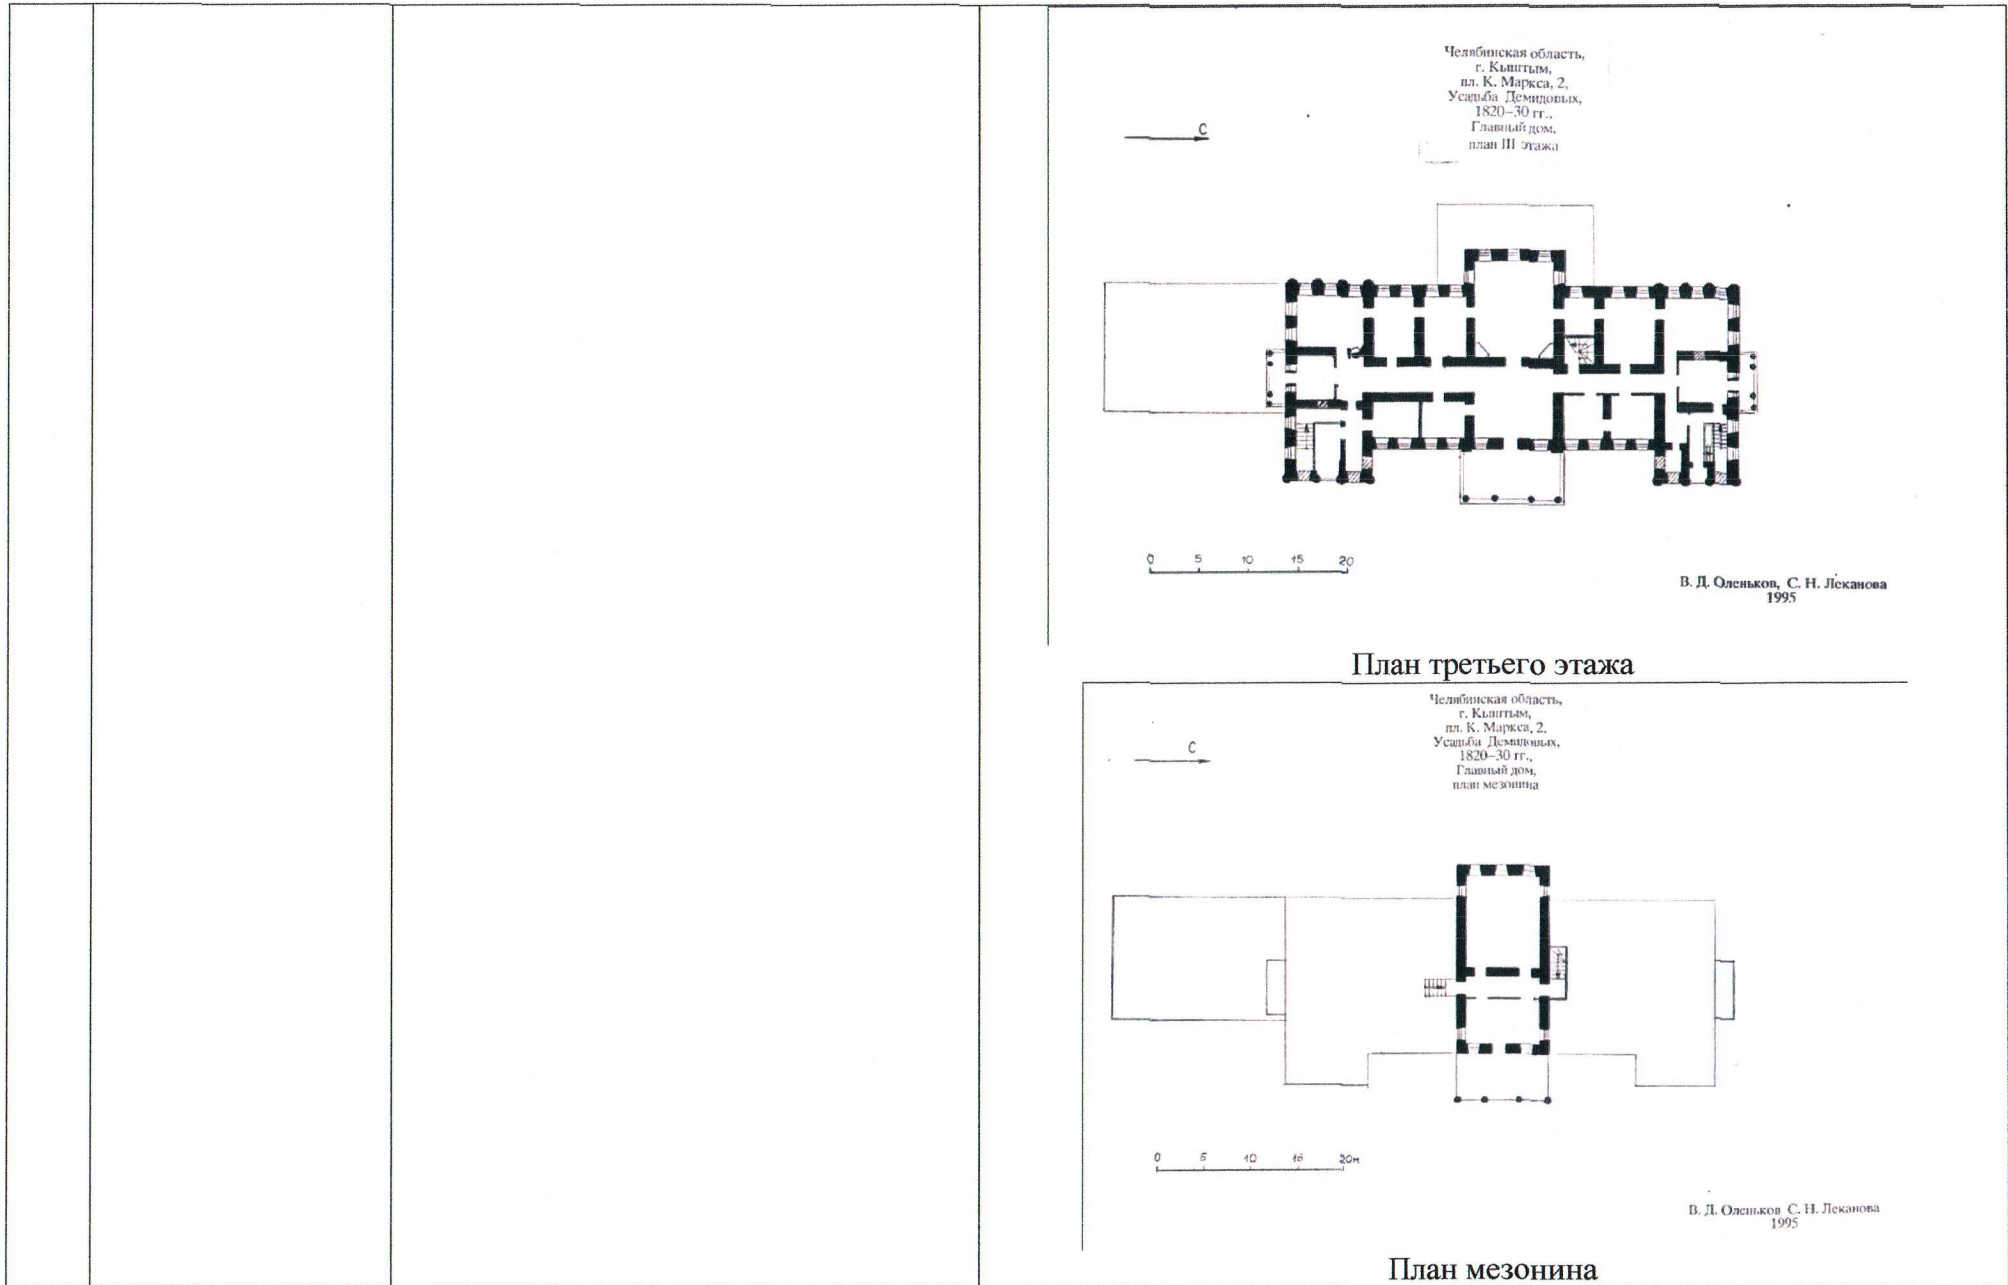 Челябинская область,
г. Кыштым,
пл. К. Маркса, 2,
Усадьба Демидовых,
1820–30 гг.,
Главный дом,
план III этажа
С
0 5 10 15 20
В. Д. Оленьков, С. Н. Леканова
1995
План третьего этажа
Челябинская область,
г. Кыштым,
пл. К. Маркса, 2,
Усадьба Демидовых,
1820–30 гг.,
Главный дом,
план мезонина
С
0 5 10 15 20м
В. Д. Оленьков С. Н. Леканова
1995
План мезонина